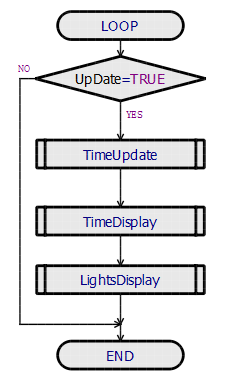 LOOP
UpDate=TRUE
NO
YES
TimeUpdate
TimeDisplay
LightsDisplay
END